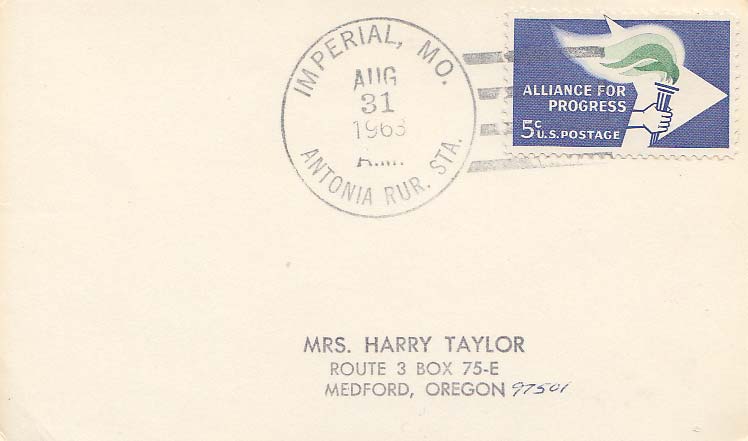 IMPERIAL, MO.
AUG
31
1963
A.M.
ANTONIA RUR. STA.
ALLIANCE FOR
PROGRESS
5c U.S. POSTAGE
MRS. HARRY TAYLOR
ROUTE 3 BOX 75-E
MEDFORD, OREGON 97501